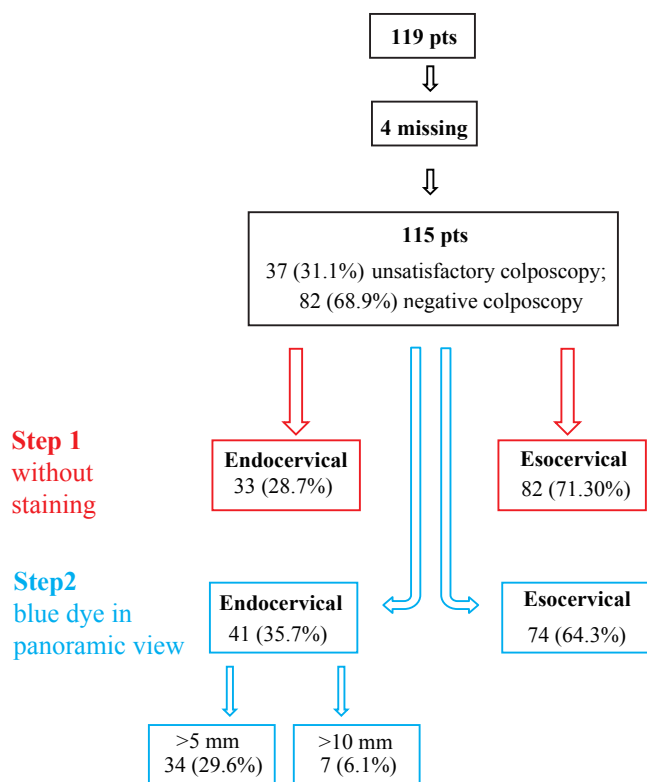 119 pts
4 missing
115 pts
37 (31.1%) unsatisfactory colposcopy;
82 (68.9%) negative colposcopy
Step 1
without
staining
Endocervical
33 (28.7%)
Esocervical
82 (71.30%)
Step2
blue dye in
panoramic view
Endocervical
41 (35.7%)
Esocervical
74 (64.3%)
>5 mm
34 (29.6%)
>10 mm
7 (6.1%)